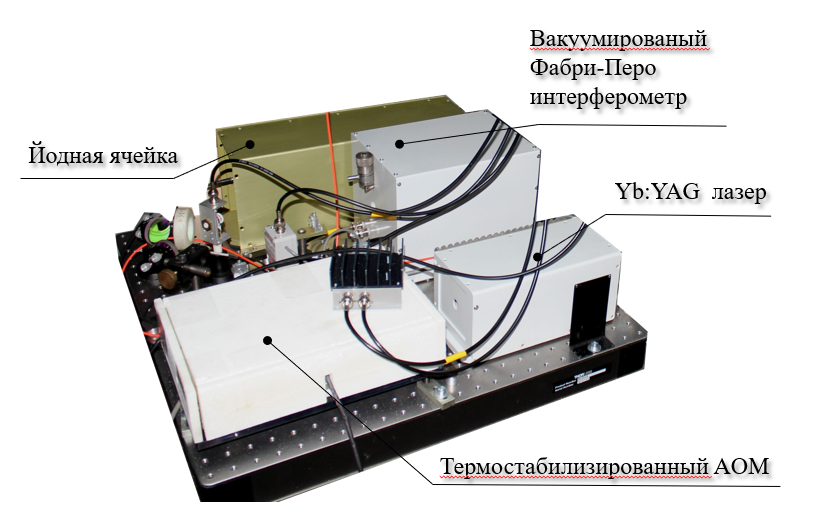 Вакуумированый
Фабри-Перо
интерферометр
Йодная ячейка
Yb:YAG лазер
Термостабилизированный АОМ